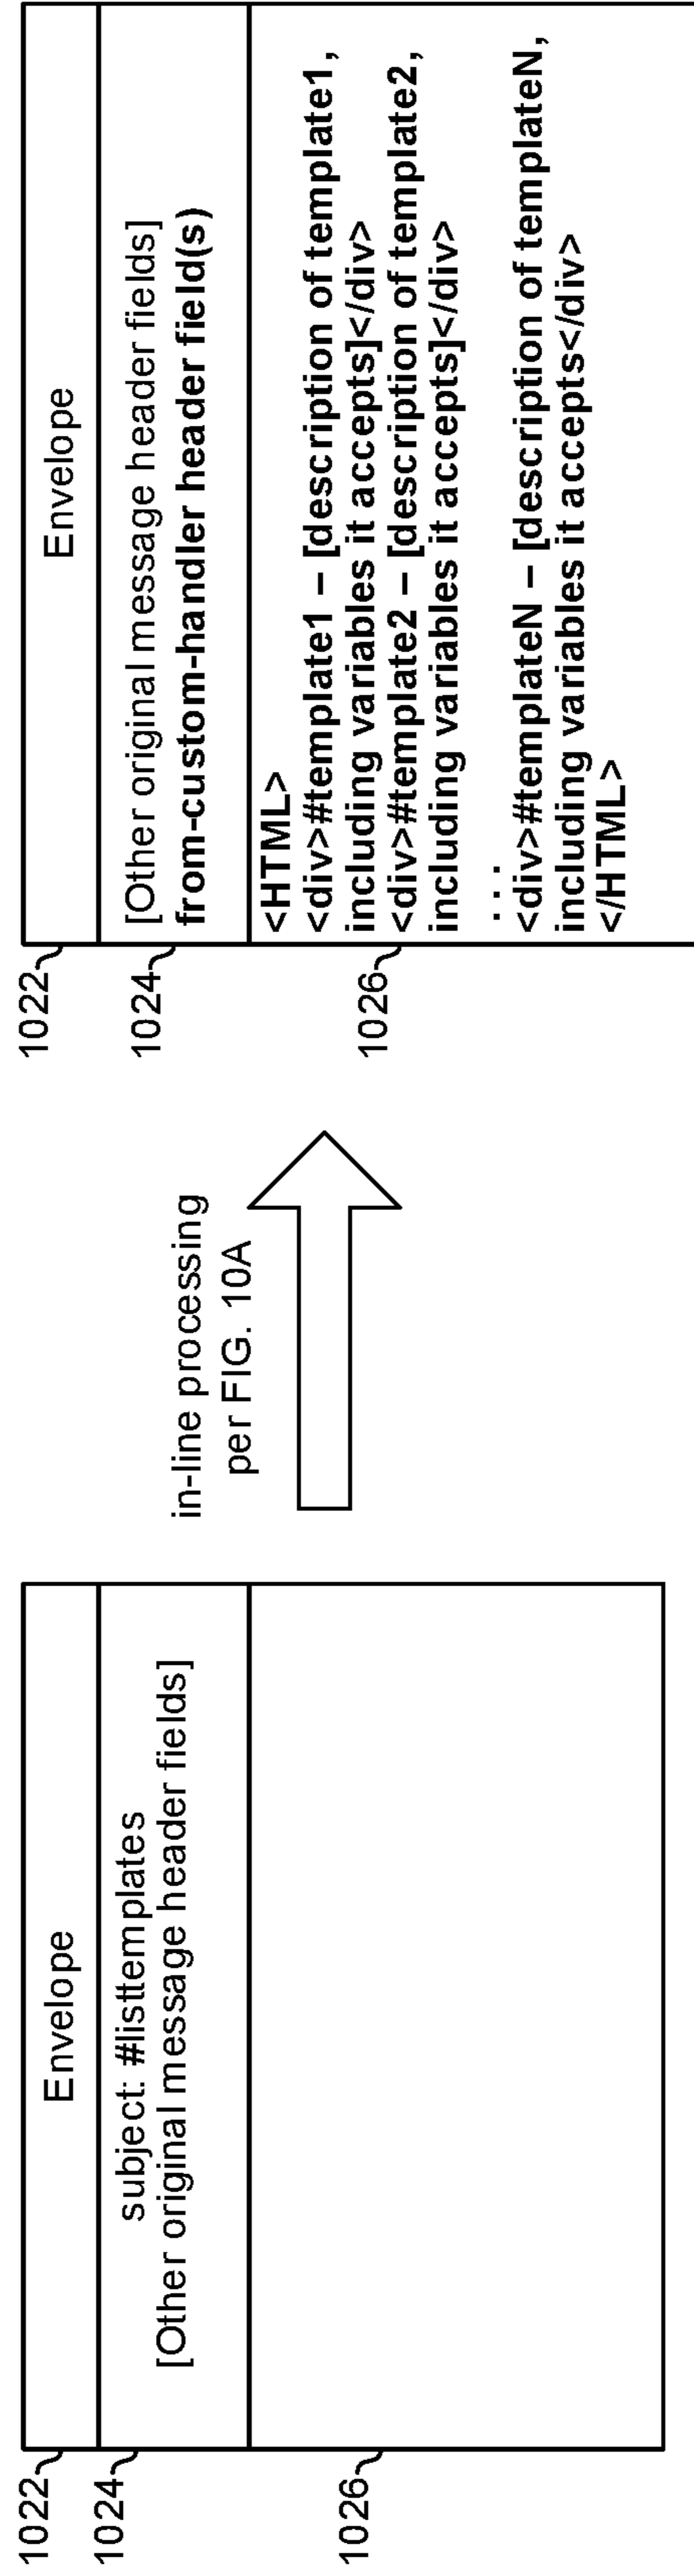 1022
Envelope
1024
subject: #listtemplates
[Other original message header fields]
1026
in-line processing
per FIG. 10A
1022
Envelope
1024
[Other original message header fields]
from-custom-handler header field(s)
1026
<HTML>
<div>#template1 – [description of template1,
including variables it accepts]</div>
<div>#template2 – [description of template2,
including variables it accepts]</div>
. . .
<div>#templateN – [description of templateN,
including variables it accepts</div>
</HTML>